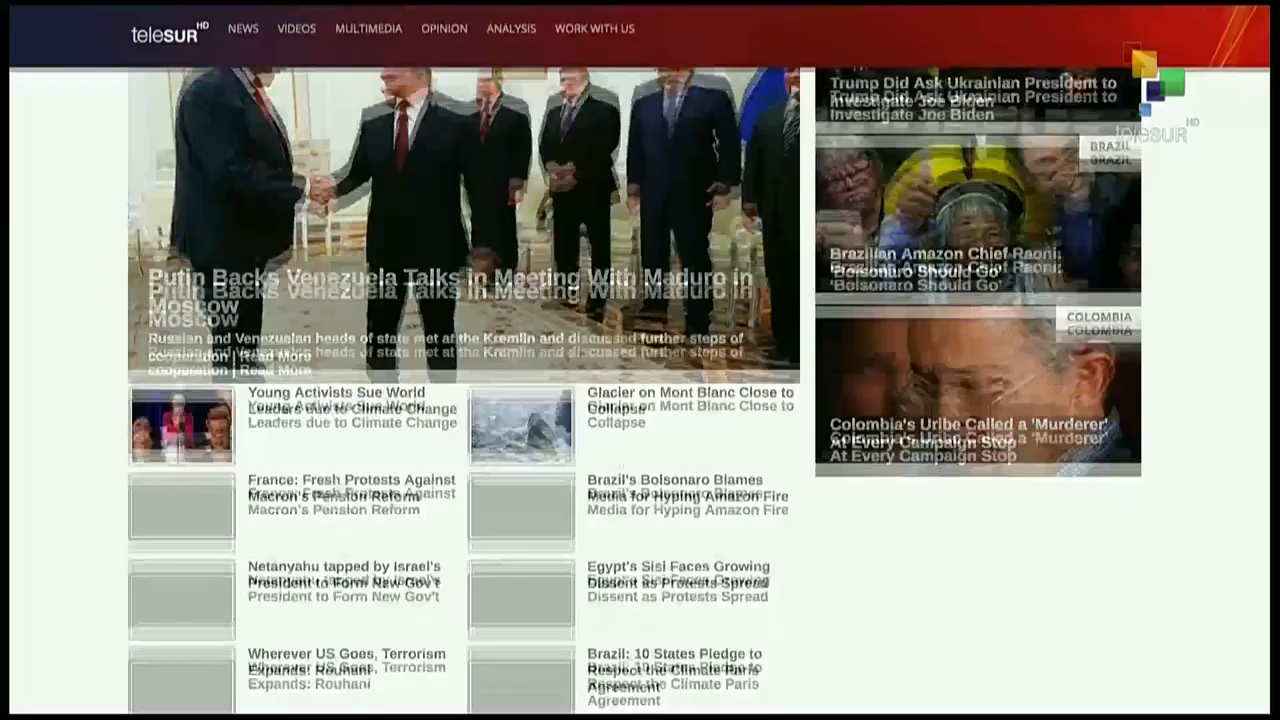 teleSUR HD
NEWS VIDEOS MULTIMEDIA OPINION ANALYSIS WORK WITH US
Trump Did Ask Ukrainian President to
Investigate Joe Biden
teleSUR HD
BRAZIL
Brazilian Amazon Chief Raoni:
'Bolsonaro Should Go'
Putin Backs Venezuela Talks in Meeting With Maduro in
Moscow
Russian and Venezuelan heads of state met at the Kremlin and discussed further steps of
cooperation | Read More
COLOMBIA
Colombia's Uribe Called a 'Murderer'
At Every Campaign Stop
Young Activists Sue World
Leaders due to Climate Change
Glacier on Mont Blanc Close to
Collapse
France: Fresh Protests Against
Macron's Pension Reform
Brazil's Bolsonaro Blames
Media for Hyping Amazon Fire
Netanyahu tapped by Israel's
President to Form New Gov't
Egypt's Sisi Faces Growing
Dissent as Protests Spread
Wherever US Goes, Terrorism
Expands: Rouhani
Brazil: 10 States Pledge to
Respect the Climate Paris
Agreement